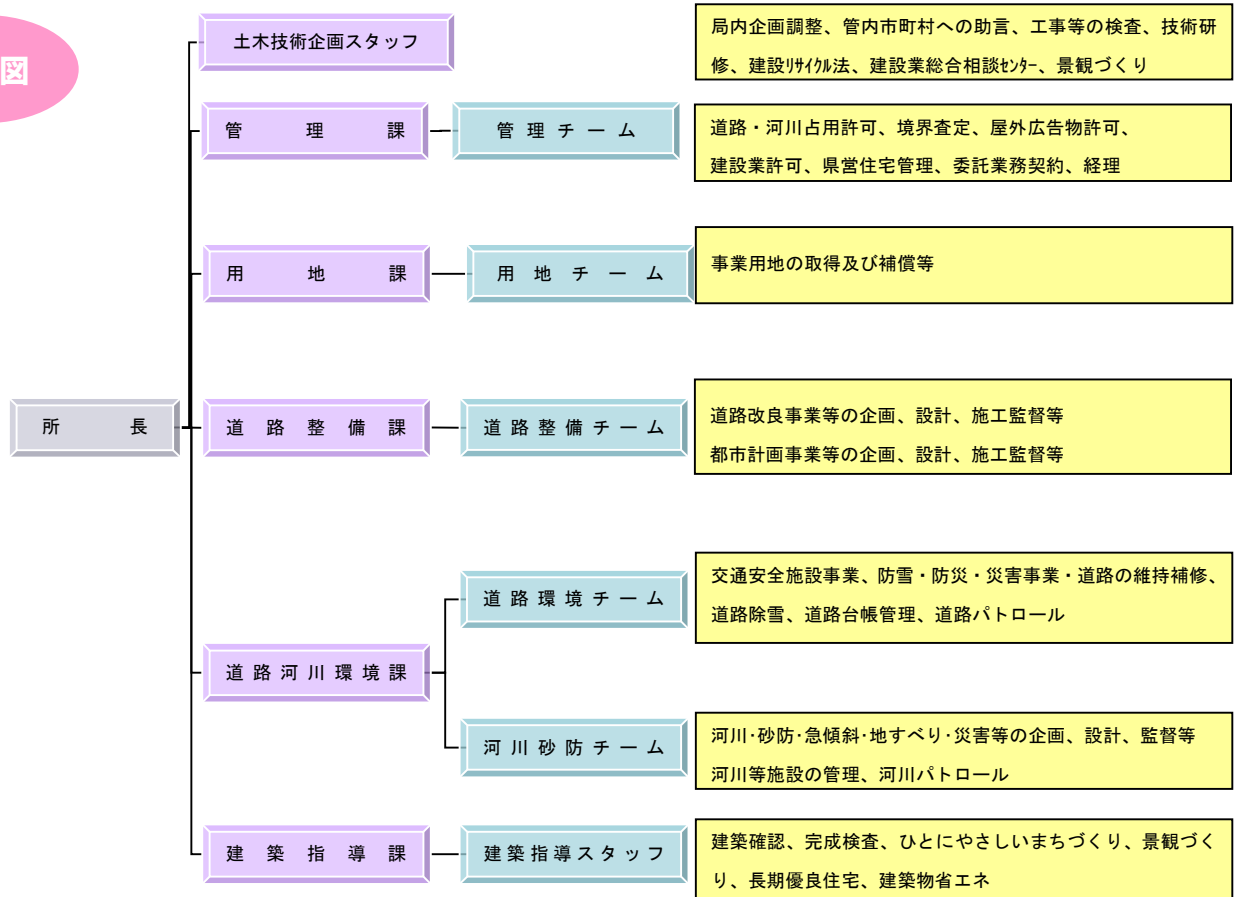 図
土木技術企画スタッフ
局内企画調整、管内市町村への助言、工事等の検査、技術研
修、建設ﾘｻｲｸﾙ法、建設業総合相談ｾﾝﾀｰ、景観づくり
管理課
管理チーム
道路・河川占用許可、境界査定、屋外広告物許可、
建設業許可、県営住宅管理、委託業務契約、経理
用地課
用地チーム
事業用地の取得及び補償等
所長
道路整備課
道路整備チーム
道路改良事業等の企画、設計、施工監督等
都市計画事業等の企画、設計、施工監督等
道路環境チーム
交通安全施設事業、防雪・防災・災害事業・道路の維持補修、
道路除雪、道路台帳管理、道路パトロール
道路河川環境課
河川砂防チーム
河川･砂防･急傾斜･地すべり･災害等の企画、設計、監督等
河川等施設の管理、河川パトロール
建築指導課
建築指導スタッフ
建築確認、完成検査、ひとにやさしいまちづくり、景観づく
り、長期優良住宅、建築物省エネ